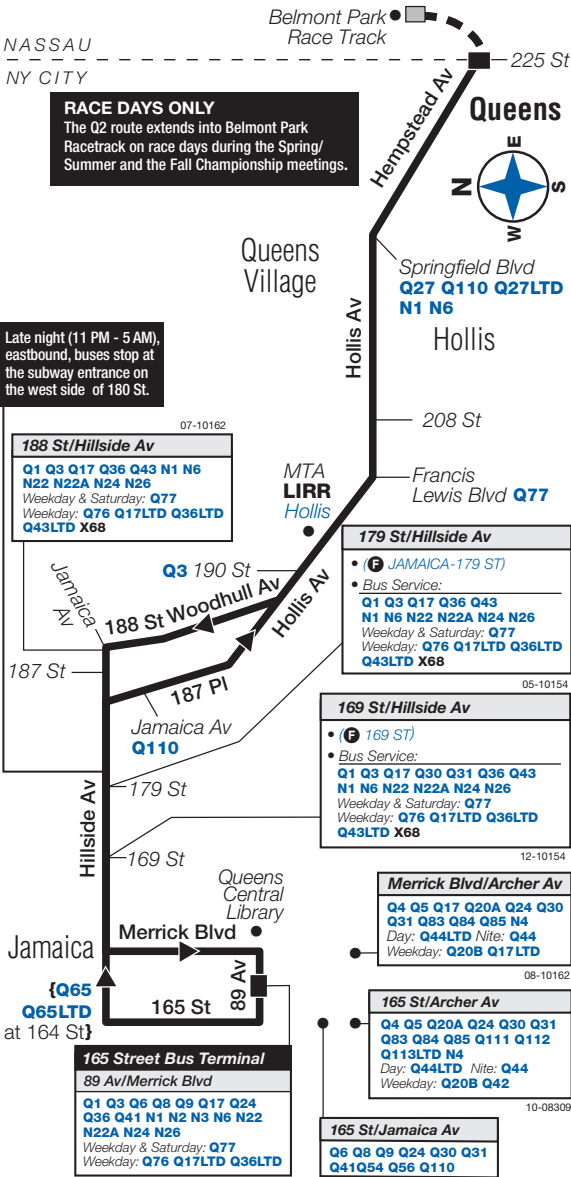 Belmont Park
Race Track
NASSAU
NY CITY
225 St
RACE DAYS ONLY
The Q2 route extends into Belmont Park
Racetrack on race days during the Spring/
Summer and the Fall Championship meetings.
Hempstead Av
Queens
N
E
S
W
Queens
Village
Springfield Blvd
Q27 Q110 Q27LTD
N1 N6
Hollis
Hollis Av
Late night (11 PM - 5 AM),
eastbound, buses stop at
the subway entrance on
the west side of 180 St.
208 St
07-10162
188 St/Hillside Av
Q1 Q3 Q17 Q36 Q43 N1 N6
N22 N22A N24 N26
Weekday & Saturday: Q77
Weekday: Q76 Q17LTD Q36LTD
Q43LTD X68
MTA
LIRR
Hollis
Francis
Lewis Blvd Q77
Q3 190 St
Hollis Av
Jamaica
Av
188 St
Woodhull Av
187 St
187 Pl
Jamaica Av
Q110
179 St/Hillside Av
• (F JAMAICA-179 ST)
• Bus Service:
Q1 Q3 Q17 Q36 Q43
N1 N6 N22 N22A N24 N26
Weekday & Saturday: Q77
Weekday: Q76 Q17LTD Q36LTD
Q43LTD X68
05-10154
169 St/Hillside Av
• (F 169 ST)
• Bus Service:
Q1 Q3 Q17 Q30 Q31 Q36 Q43
N1 N6 N22 N22A N24 N26
Weekday & Saturday: Q77
Weekday: Q76 Q17LTD Q36LTD
Q43LTD X68
12-10154
179 St
Hillside Av
169 St
Queens
Central
Library
Merrick Blvd
Jamaica
89 Av
165 St
{Q65
Q65LTD
at 164 St}
Merrick Blvd/Archer Av
Q4 Q5 Q17 Q20A Q24 Q30
Q31 Q83 Q84 Q85 N4
Day: Q44LTD Nite: Q44
Weekday: Q20B Q17LTD
08-10162
165 St/Archer Av
Q4 Q5 Q20A Q24 Q30 Q31
Q83 Q84 Q85 Q111 Q112
Q113LTD N4
Day: Q44LTD Nite: Q44
Weekday: Q20B Q42
10-08309
165 Street Bus Terminal
89 Av/Merrick Blvd
Q1 Q3 Q6 Q8 Q9 Q17 Q24
Q36 Q41 N1 N2 N3 N6 N22
N22A N24 N26
Weekday & Saturday: Q77
Weekday: Q76 Q17LTD Q36LTD
165 St/Jamaica Av
Q6 Q8 Q9 Q24 Q30 Q31
Q41Q54 Q56 Q110